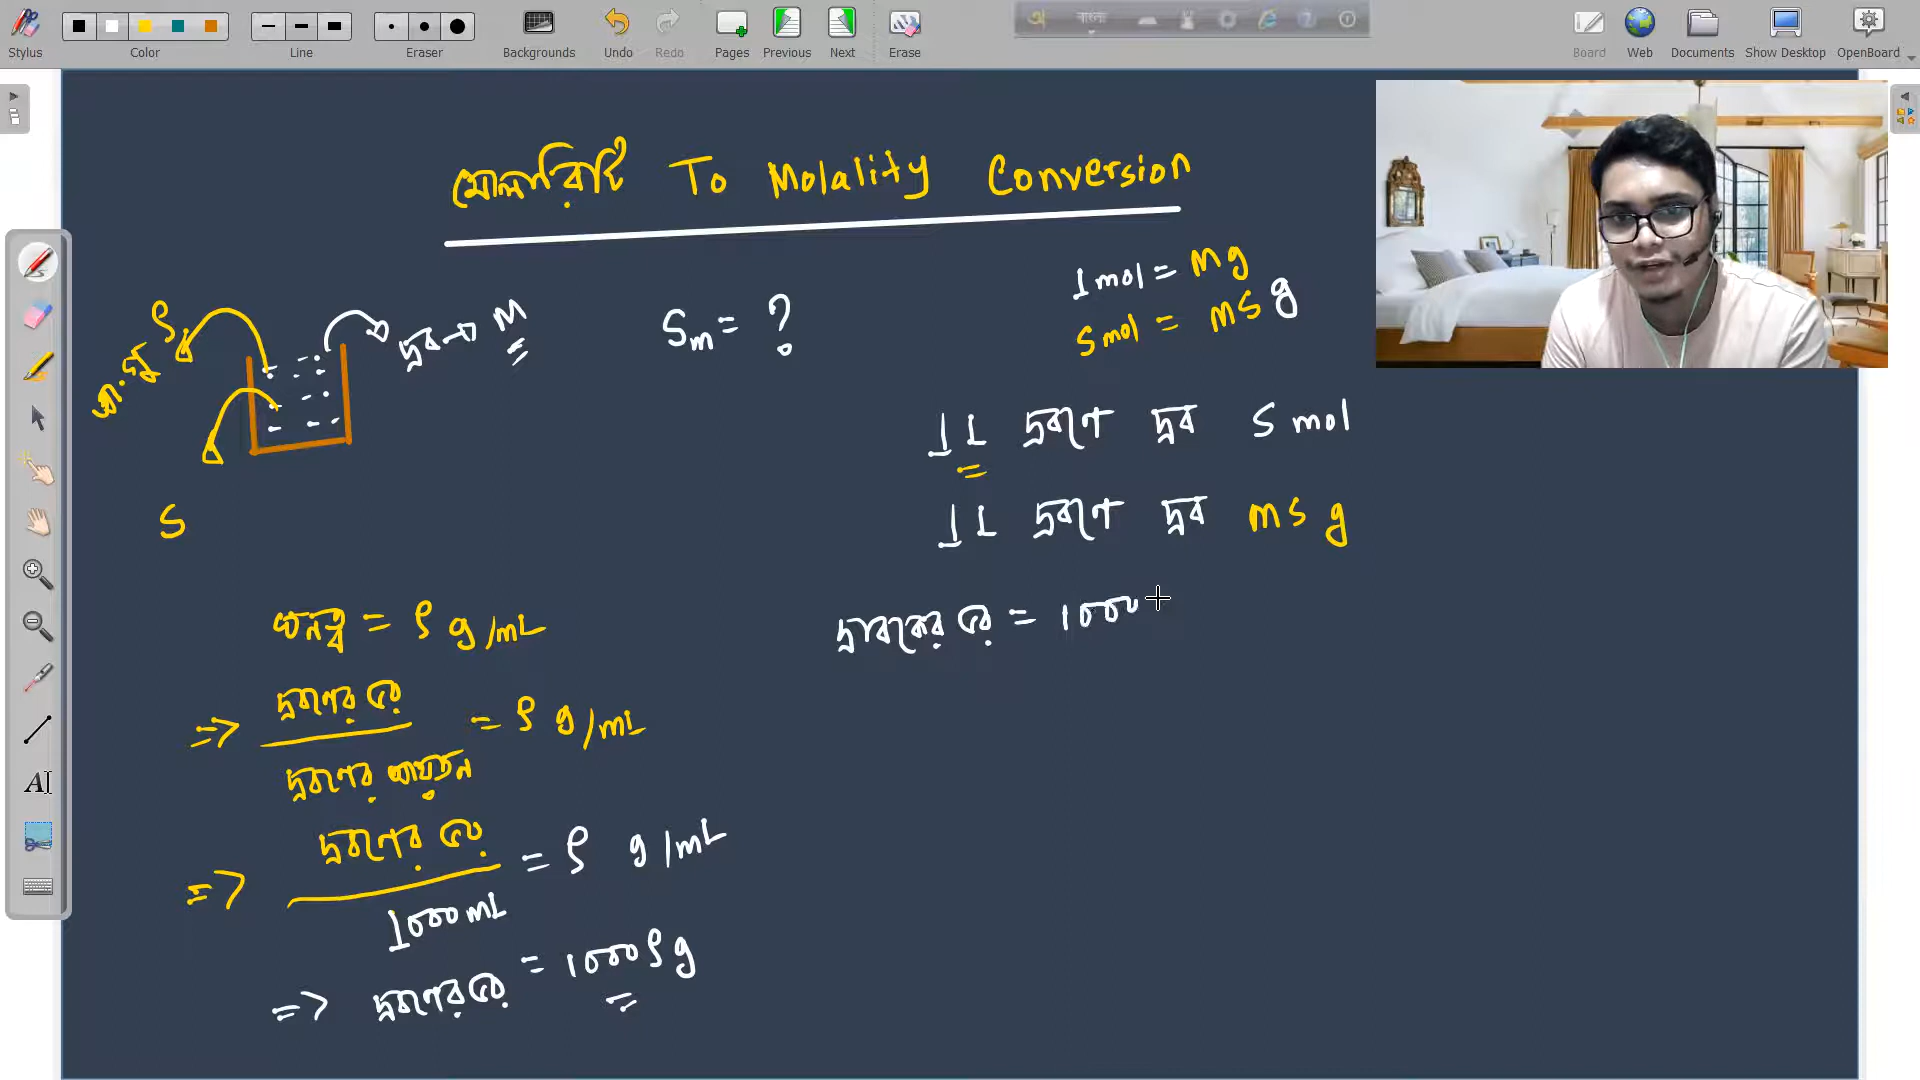 Stylus Color Line Eraser Backgrounds Undo Redo Pages Previous Next Erase Board Web Documents Show Desktop OpenBoard
মোলারিটি To Molality Conversion
ρ
আ.গু
দ্রব → M
S
Sm = ?
1 mol = Mg
S mol = MS g
1 L দ্রবণে দ্রব S mol
1 L দ্রবণে দ্রব MS g
দ্রাবকের ভর = 1000
ঘনত্ব = ρ g/mL
=> দ্রবণের ভর
দ্রবণের আয়তন
= ρ g/mL
=> দ্রবণের ভর
1000 mL
= ρ g/mL
=> দ্রবণের ভর = 1000 ρ g